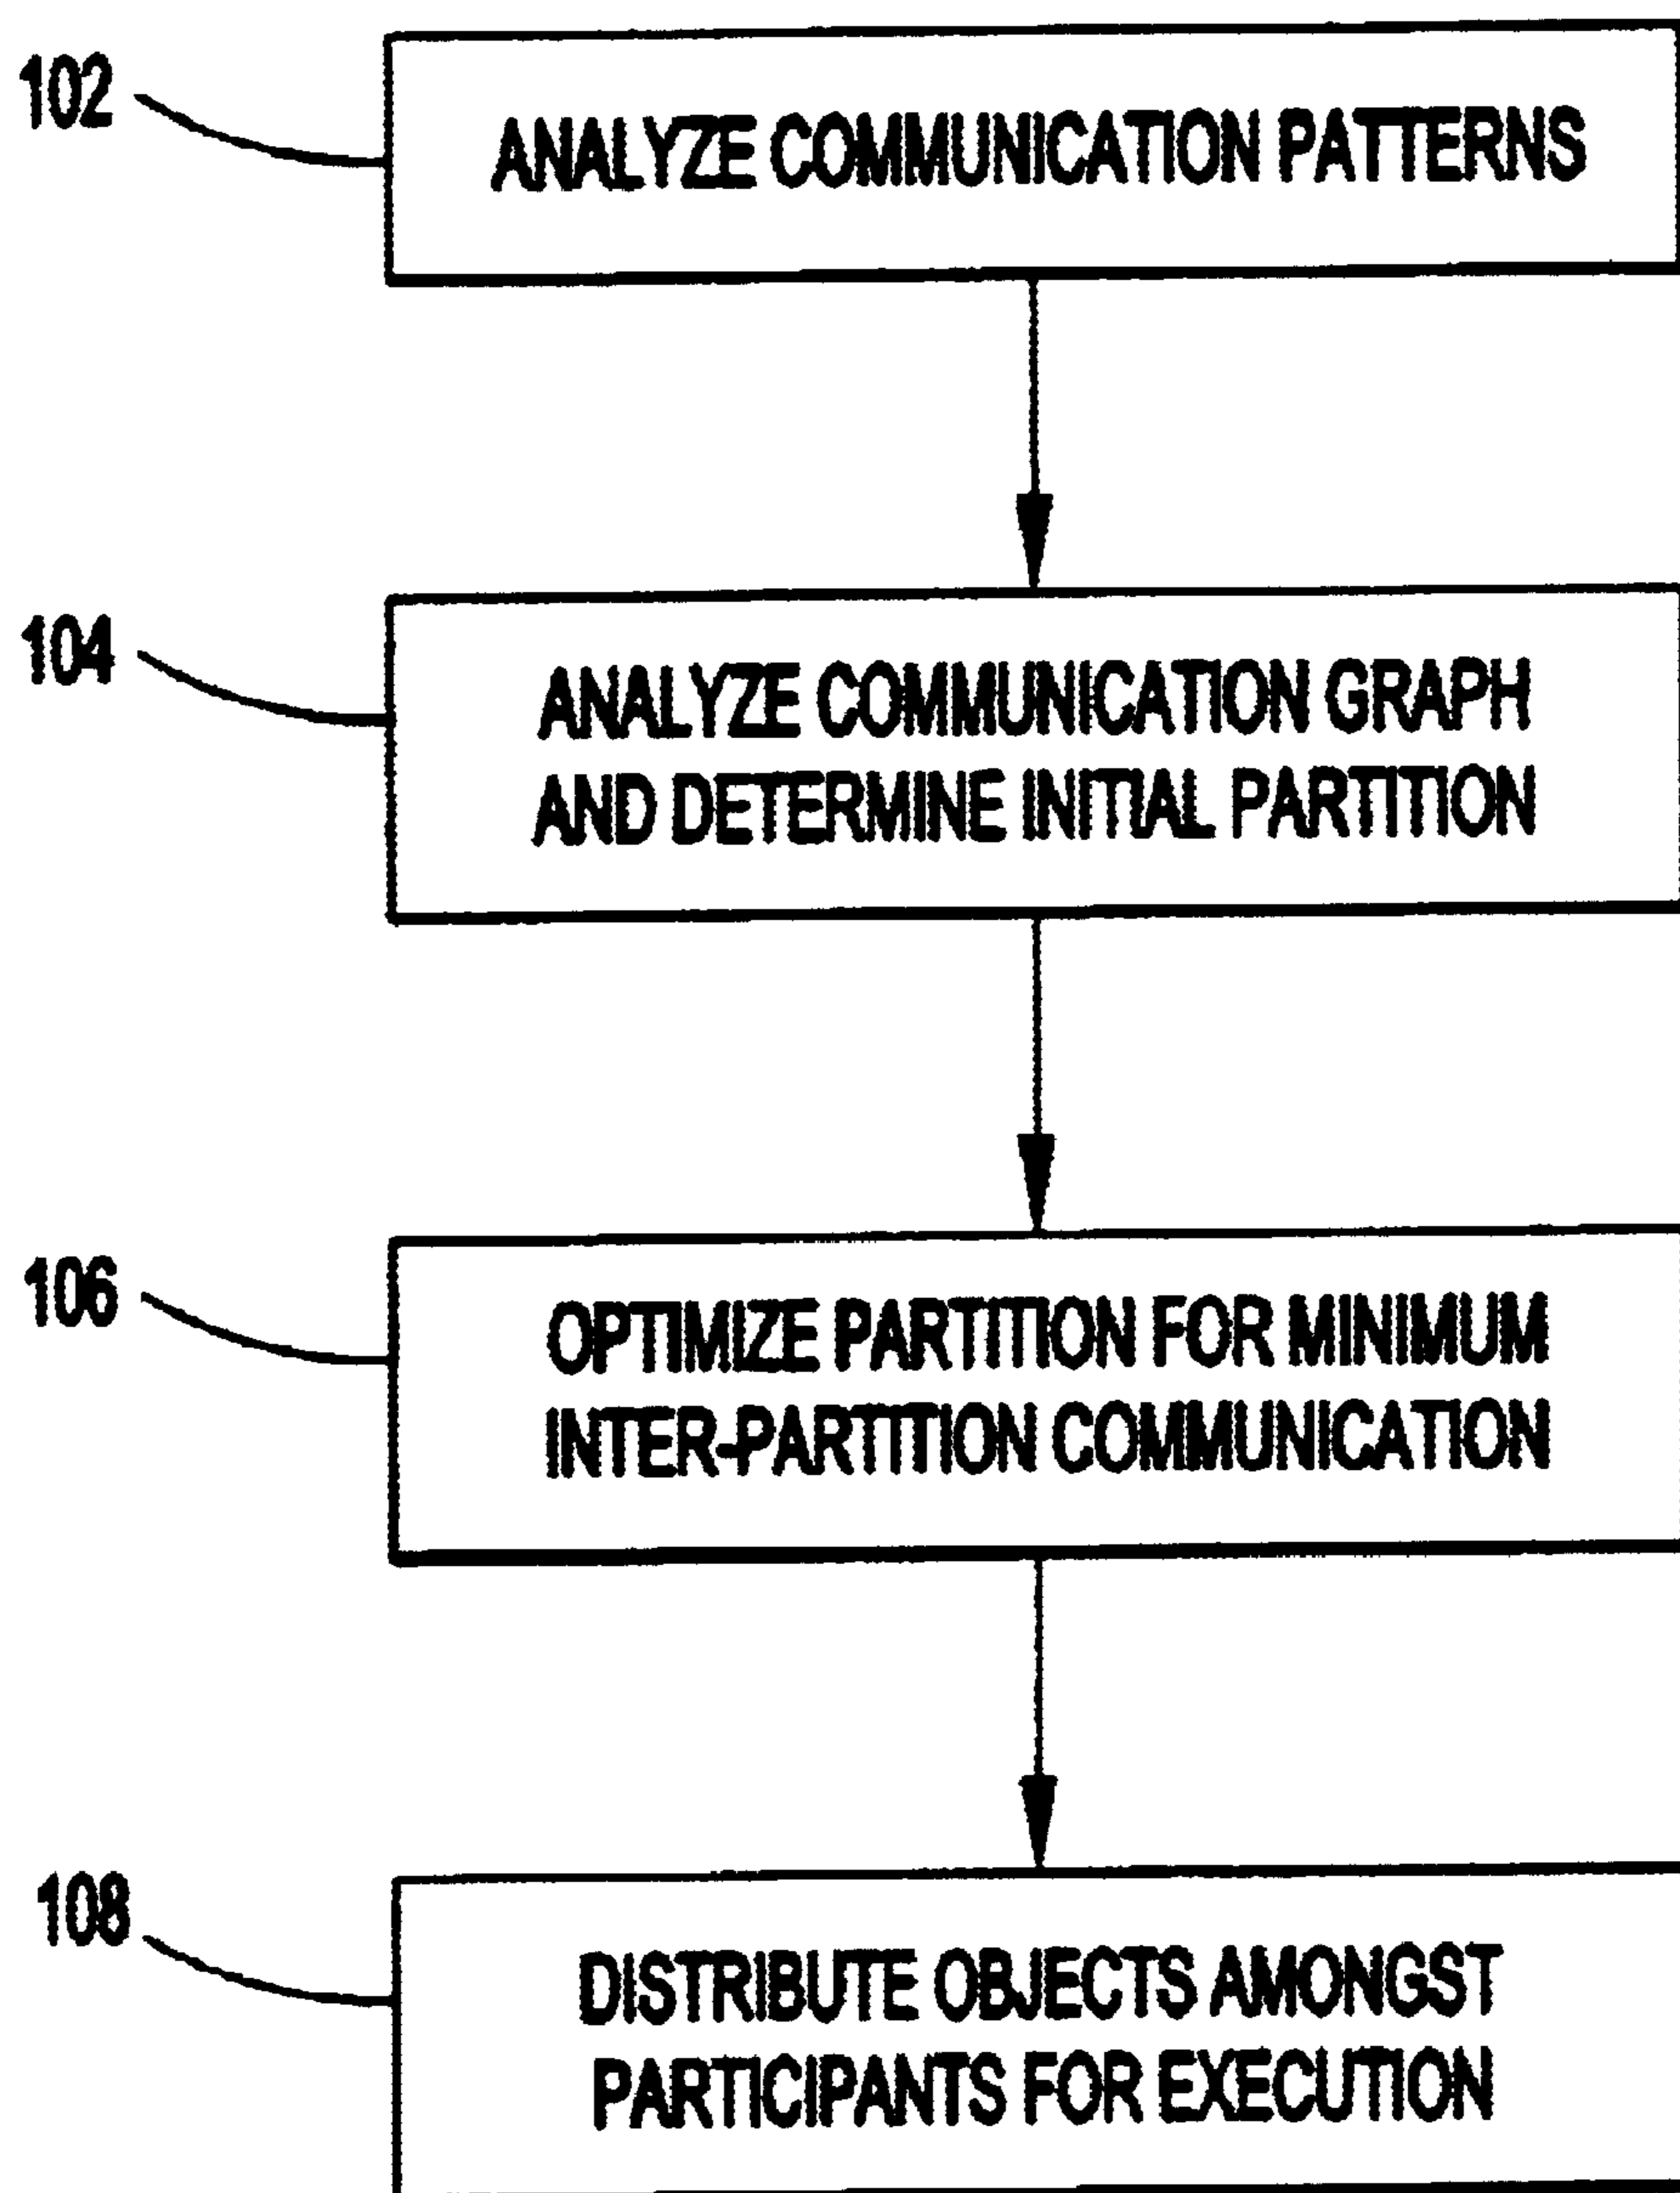 102
ANALYZE COMMUNICATION PATTERNS
104
ANALYZE COMMUNICATION GRAPH
AND DETERMINE INITIAL PARTITION
106
OPTIMIZE PARTITION FOR MINIMUM
INTER-PARTITION COMMUNICATION
108
DISTRIBUTE OBJECTS AMONGST
PARTICIPANTS FOR EXECUTION